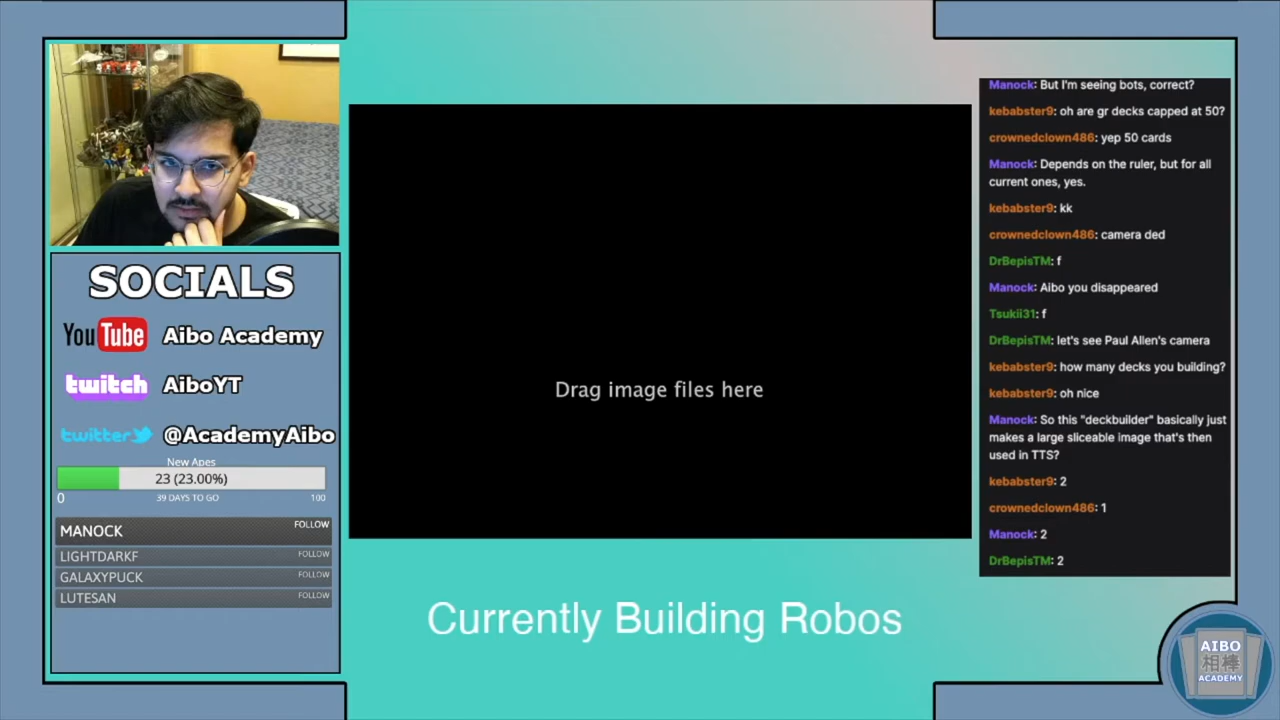 SOCIALS
YouTube Aibo Academy
twitch AiboYT
twitter @AcademyAibo
New Apes
23 (23.00%)
0 39 DAYS TO GO 100
MANOCK FOLLOW
LIGHTDARKF FOLLOW
GALAXYPUCK FOLLOW
LUTESAN FOLLOW
Drag image files here
Currently Building Robos
Manock: But I'm seeing bots, correct?
kebabster9: oh are gr decks capped at 50?
crownedclown486: yep 50 cards
Manock: Depends on the ruler, but for all
current ones, yes.
kebabster9: kk
crownedclown486: camera ded
DrBepisTM: f
Manock: Aibo you disappeared
Tsukii31: f
DrBepisTM: let's see Paul Allen's camera
kebabster9: how many decks you building?
kebabster9: oh nice
Manock: So this "deckbuilder" basically just
makes a large sliceable image that's then
used in TTS?
kebabster9: 2
crownedclown486: 1
Manock: 2
DrBepisTM: 2
AIBO
相棒
ACADEMY